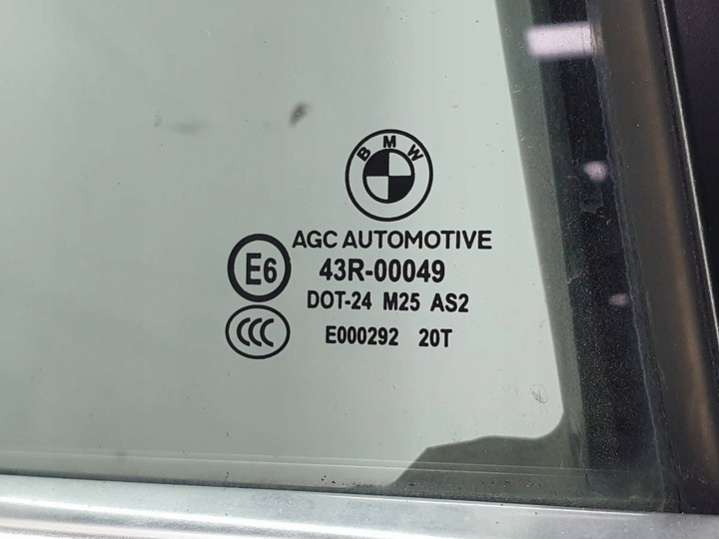 BMW
AGC AUTOMOTIVE
E6 43R-00049
DOT-24 M25 AS2
CCC E000292 20T